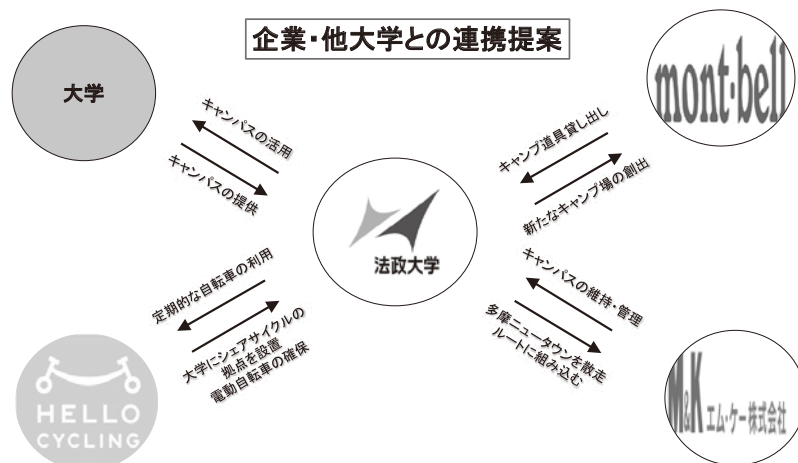 企業・他大学との連携提案
大学
キャンパスの活用
キャンパスの提供
mont·bell
キャンプ道具貸し出し
新たなキャンプ場の創出
法政大学
定期的な自転車の利用
大学にシェアサイクルの
拠点を設置
電動自転車の確保
キャンパスの維持・管理
多摩ニュータウンを散走
ルートに組み込む
HELLO
CYCLING
M&K エム・ケー株式会社